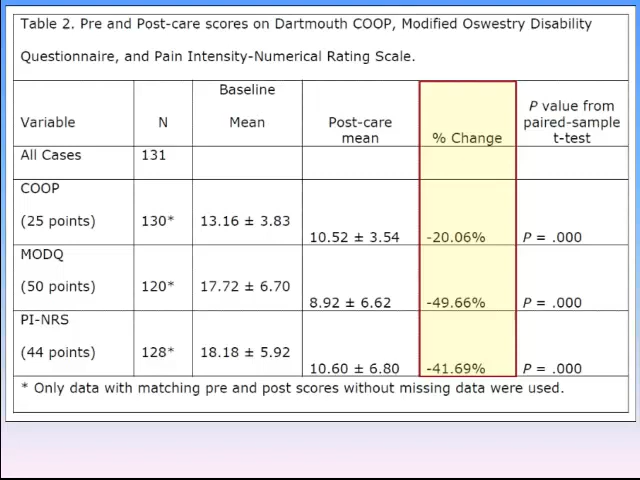 Table 2. Pre and Post-care scores on Dartmouth COOP, Modified Oswestry Disability
Questionnaire, and Pain Intensity-Numerical Rating Scale.
Variable N Baseline Mean Post-care mean % Change P value from paired-sample t-test
All Cases 131
COOP
(25 points) 130* 13.16 ± 3.83 10.52 ± 3.54 -20.06% P = .000
MODQ
(50 points) 120* 17.72 ± 6.70 8.92 ± 6.62 -49.66% P = .000
PI-NRS
(44 points) 128* 18.18 ± 5.92 10.60 ± 6.80 -41.69% P = .000
* Only data with matching pre and post scores without missing data were used.